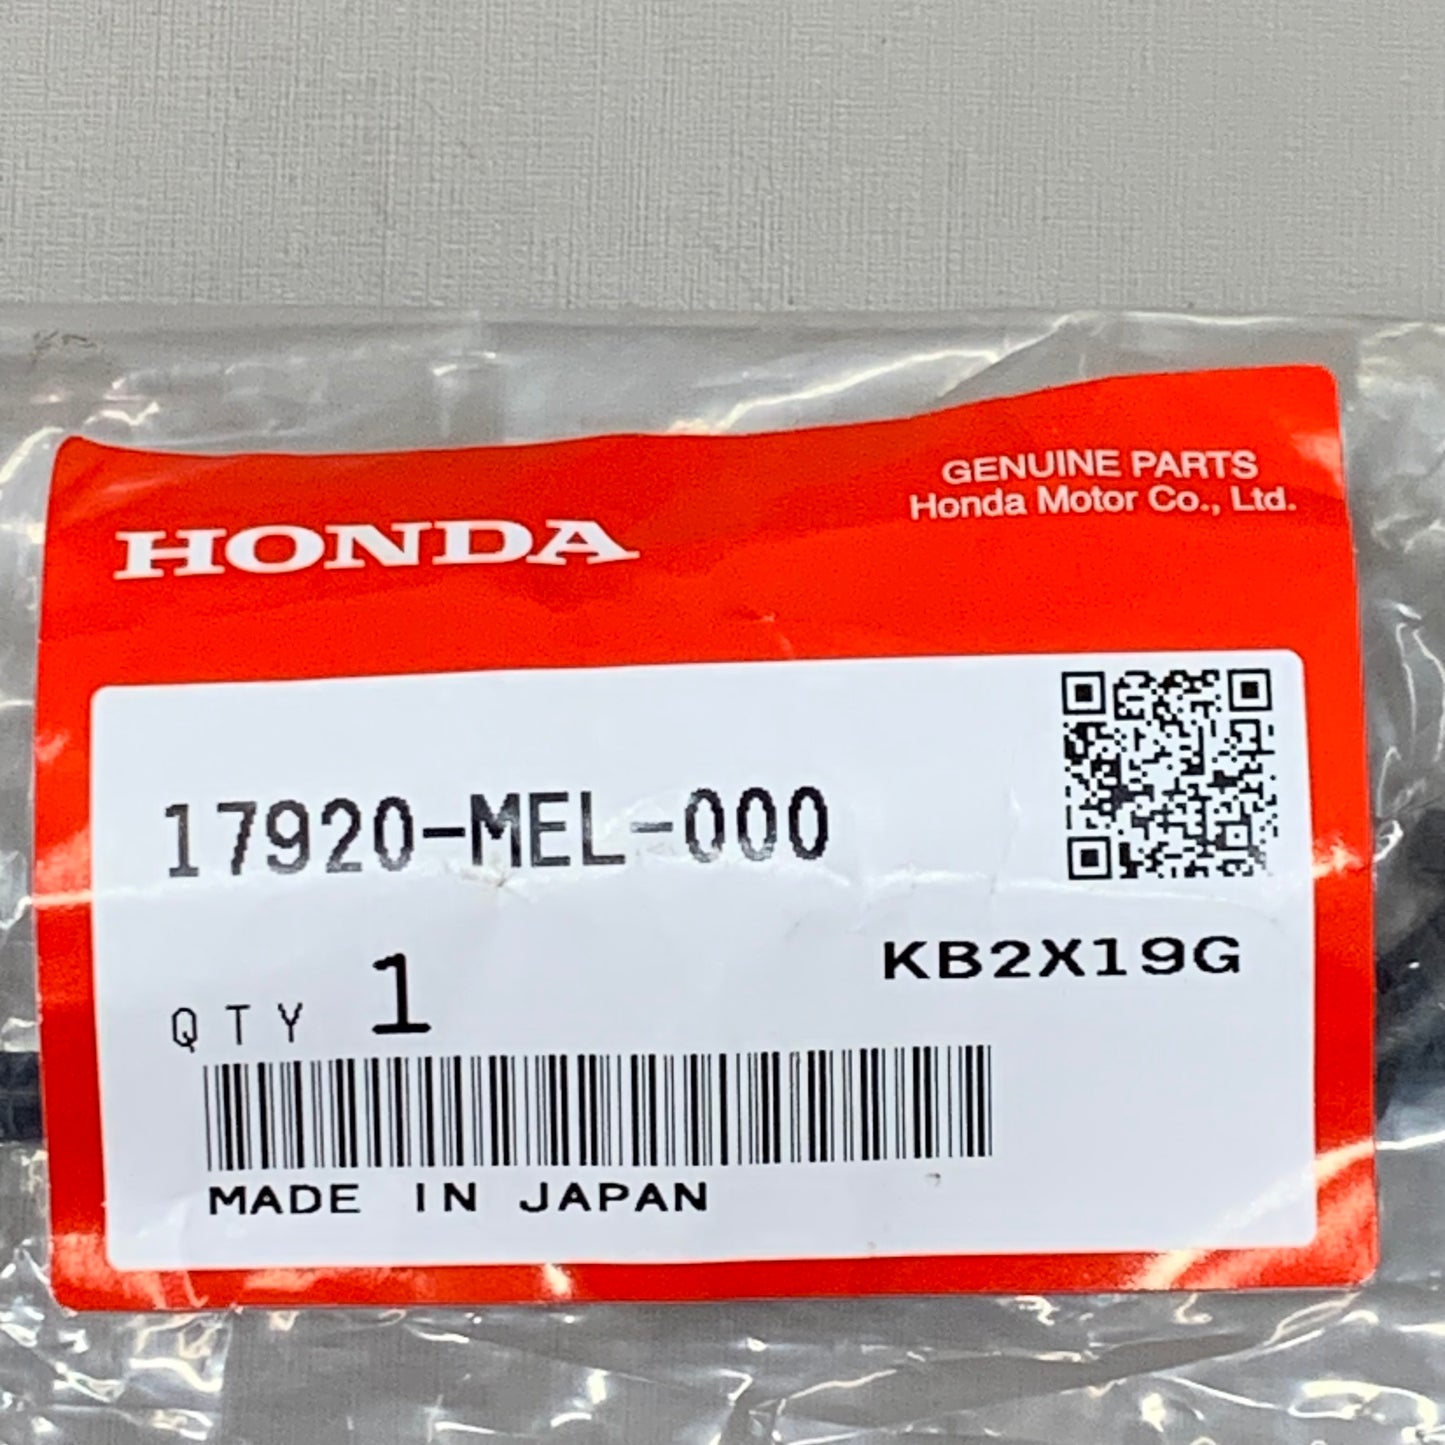 GENUINE PARTS
Honda Motor Co., Ltd.
HONDA
17920-MEL-000
KB2X19G
QTY 1
MADE IN JAPAN